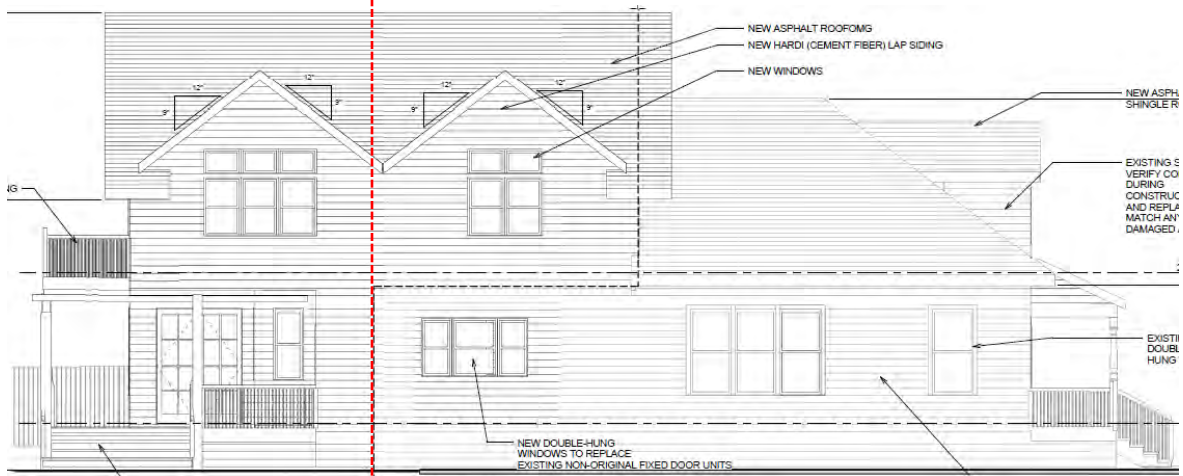 NEW ASPHALT ROOFOMG
NEW HARDI (CEMENT FIBER) LAP SIDING
NEW WINDOWS
12"
12"
12"
12"
9"
9"
9"
9"
NEW ASPHA
SHINGLE R
EXISTING S
VERIFY CO
DURING
CONSTRUC
AND REPLA
MATCH ANY
DAMAGED
NG
EXISTI
DOUBL
HUNG
NEW DOUBLE-HUNG
WINDOWS TO REPLACE
EXISTING NON-ORIGINAL FIXED DOOR UNITS